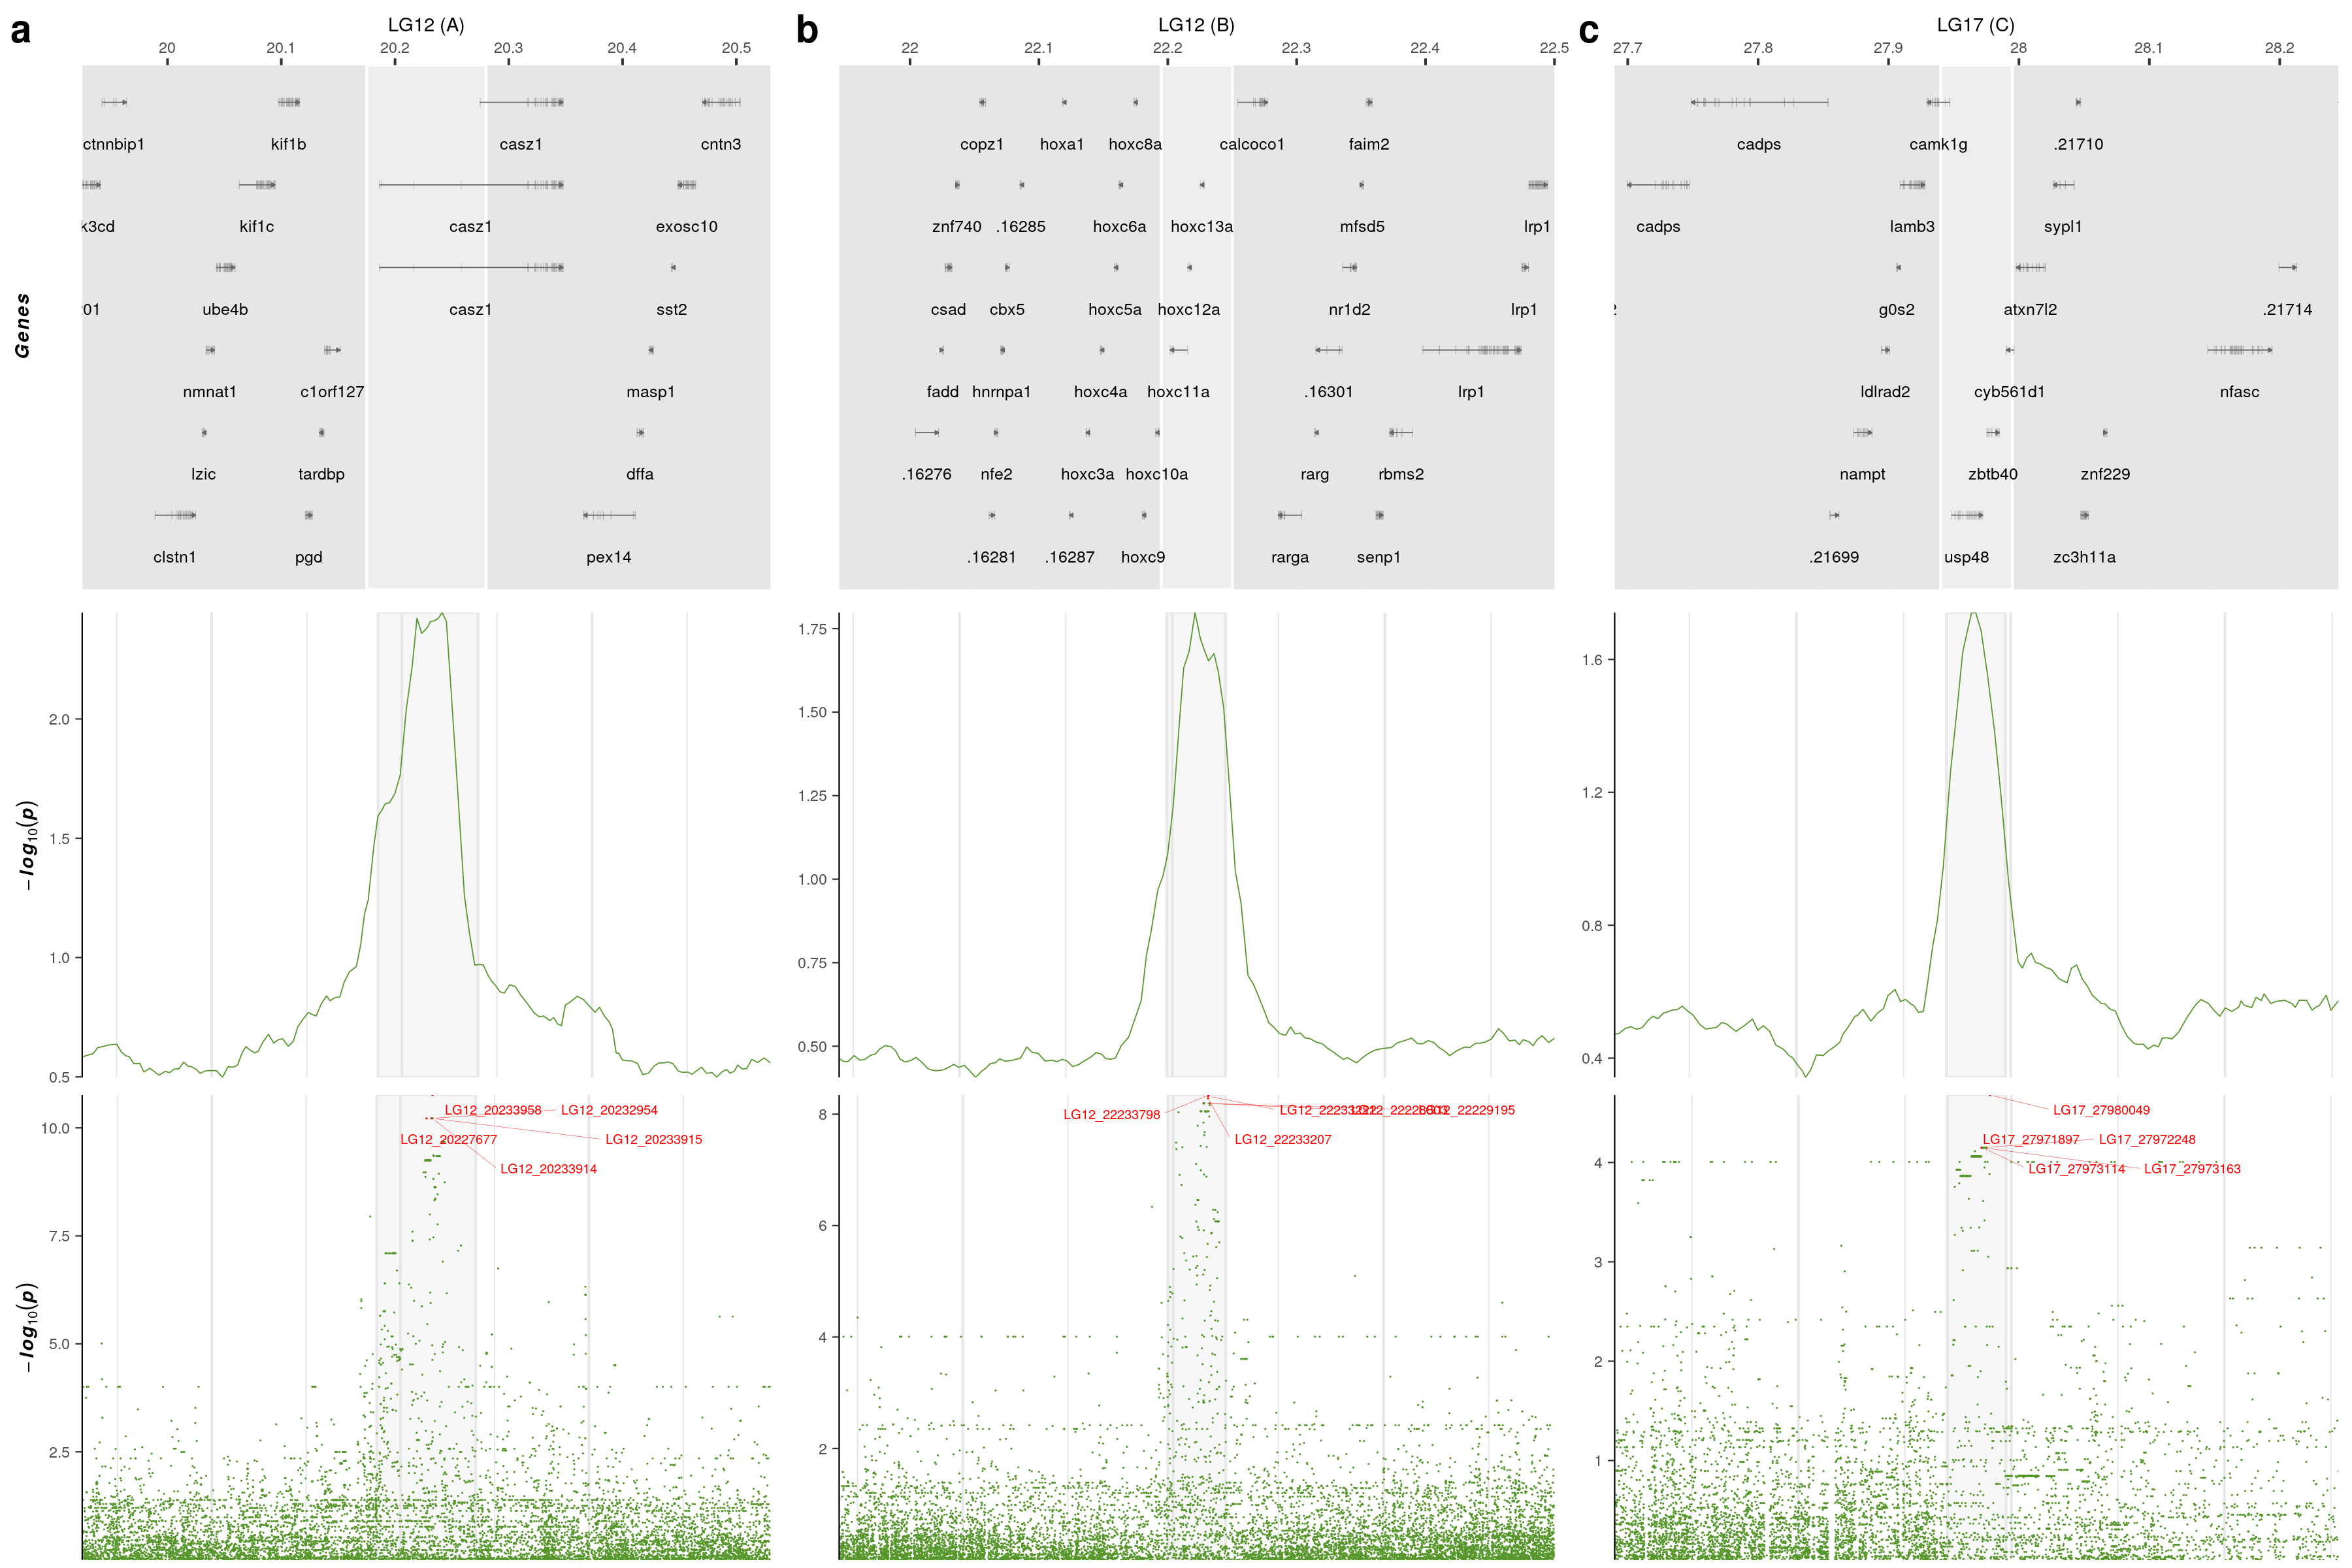 a
LG12 (A)
20 20.1 20.2 20.3 20.4 20.5
Genes
ctnnbip1 kif1b casz1 cntn3
k3cd kif1c casz1 exosc10
01 ube4b casz1 sst2
nmnat1 c1orf127 masp1
lzic tardbp dffa
clstn1 pgd pex14
−log10(p)
2.0
1.5
1.0
0.5
−log10(p)
10.0
7.5
5.0
2.5
LG12_20233958 LG12_20232954
LG12_20227677 LG12_20233915
LG12_20233914
b
LG12 (B)
22 22.1 22.2 22.3 22.4 22.5
copz1 hoxa1 hoxc8a calcoco1 faim2
znf740 .16285 hoxc6a hoxc13a mfsd5 lrp1
csad cbx5 hoxc5a hoxc12a nr1d2 lrp1
fadd hnrnpa1 hoxc4a hoxc11a .16301 lrp1
.16276 nfe2 hoxc3a hoxc10a rarg rbms2
.16281 .16287 hoxc9 rarga senp1
1.75
1.50
1.25
1.00
0.75
0.50
8
6
4
2
LG12_22233798 LG12_22229195
LG12_22233207
c
LG17 (C)
27.7 27.8 27.9 28 28.1 28.2
cadps camk1g .21710
cadps lamb3 sypl1
2 g0s2 atxn7l2 .21714
ldlrad2 cyb561d1 nfasc
nampt zbtb40 znf229
.21699 usp48 zc3h11a
1.6
1.2
0.8
0.4
4
3
2
1
LG17_27980049
LG17_27971897 LG17_27972248
LG17_27973114 LG17_27973163